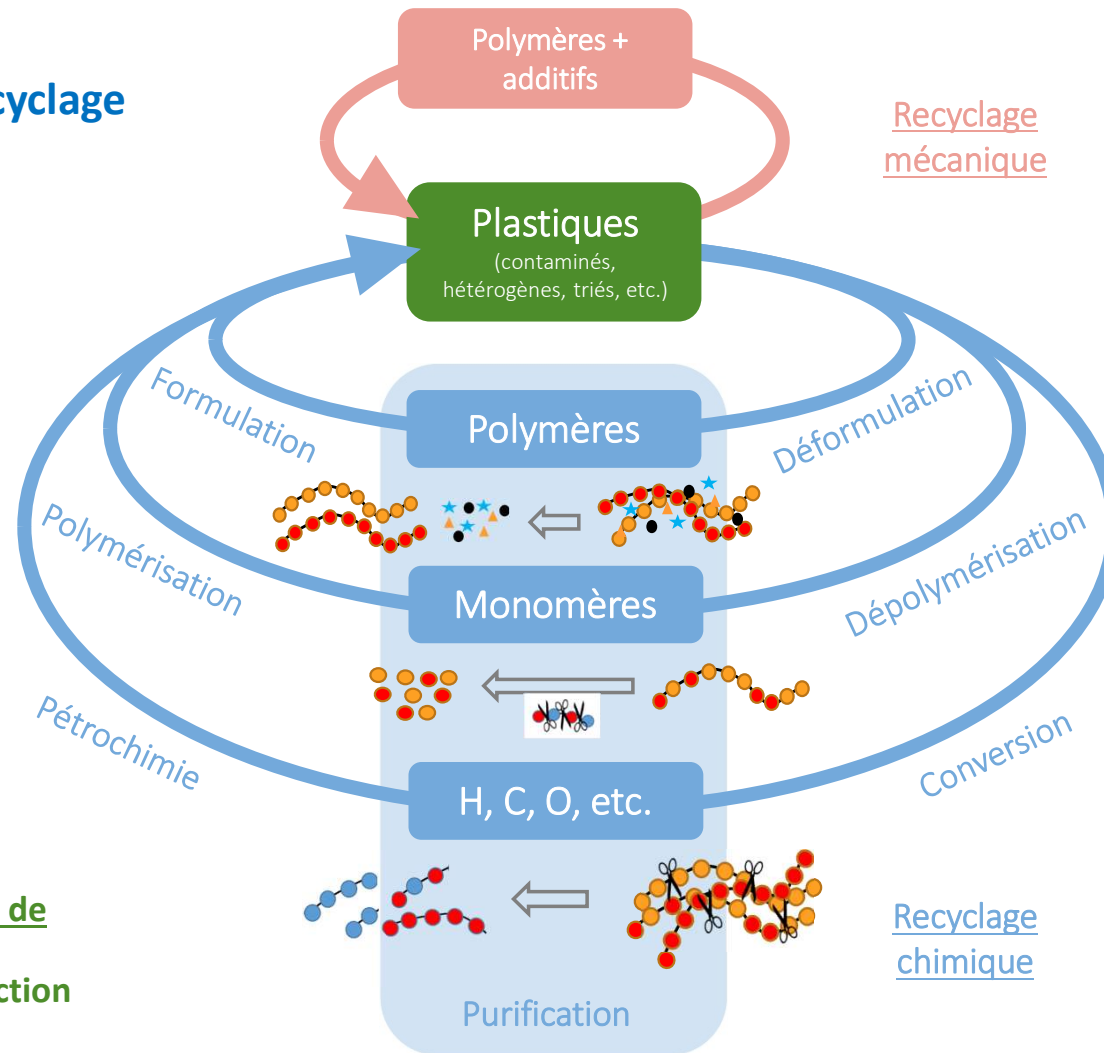 Polymères +
additifs
cyclage
Recyclage
mécanique
Plastiques
(contaminés,
hétérogènes, triés, etc.)
Formulation
Polymères
Déformulation
Polymérisation
Monomères
Dépolymérisation
Pétrochimie
H, C, O, etc.
Conversion
de
Recyclage
chimique
ction
Purification